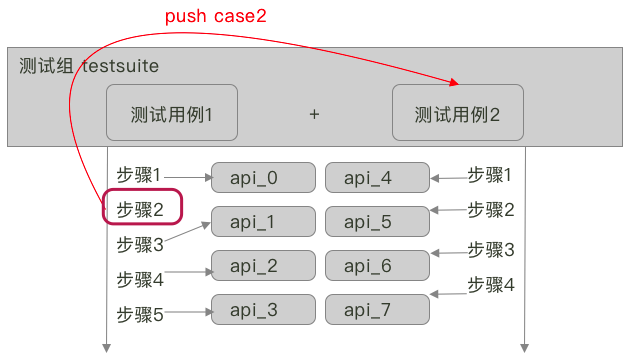 push case2
测试组 testsuite
测试用例1 + 测试用例2
步骤1 api_0 api_4 步骤1
步骤2 api_1 api_5 步骤2
步骤3 api_2 api_6 步骤3
步骤4 api_3 api_7 步骤4
步骤5